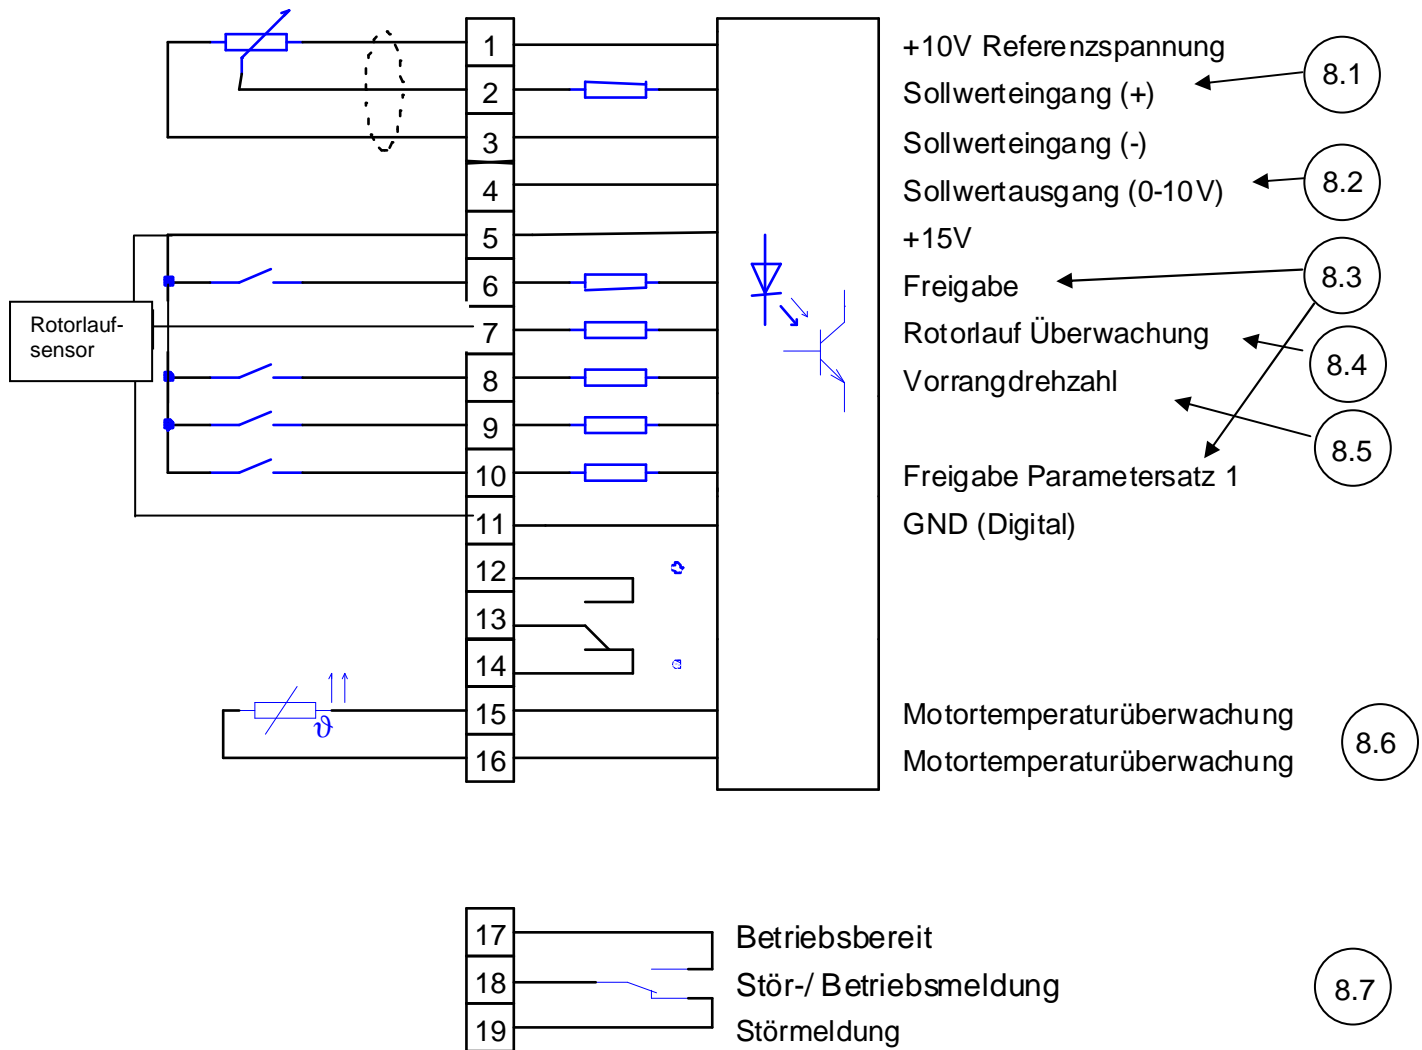 1 +10V Referenzspannung 8.1
2 Sollwerteingang (+)
3 Sollwerteingang (-)
4 Sollwertausgang (0-10V) 8.2
5 +15V
6 Freigabe 8.3
Rotorlauf-
sensor
7 Rotorlauf Überwachung
8 Vorrangdrehzahl 8.4
9 8.5
10 Freigabe Parametersatz 1
11 GND (Digital)
12
13
14
15 Motortemperaturüberwachung
ϑ
16 Motortemperaturüberwachung 8.6
17 Betriebsbereit
18 Stör-/ Betriebsmeldung 8.7
19 Störmeldung